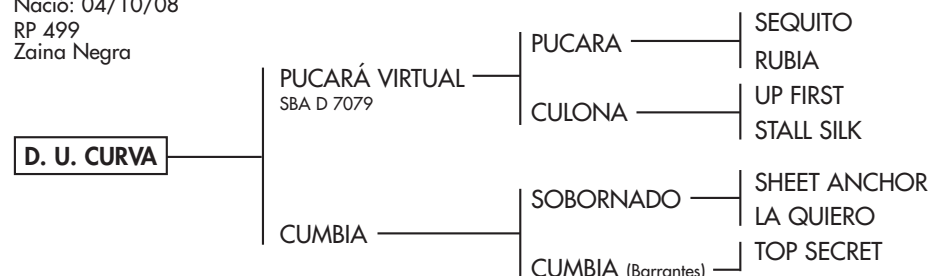 Nació: 04/10/08
RP 499
Zaina Negra
D. U. CURVA
PUCARÁ VIRTUAL
SBA D 7079
CUMBIA
PUCARA
CULONA
SOBORNADO
CUMBIA (Barrantes)
SEQUITO
RUBIA
UP FIRST
STALL SILK
SHEET ANCHOR
LA QUIERO
TOP SECRET